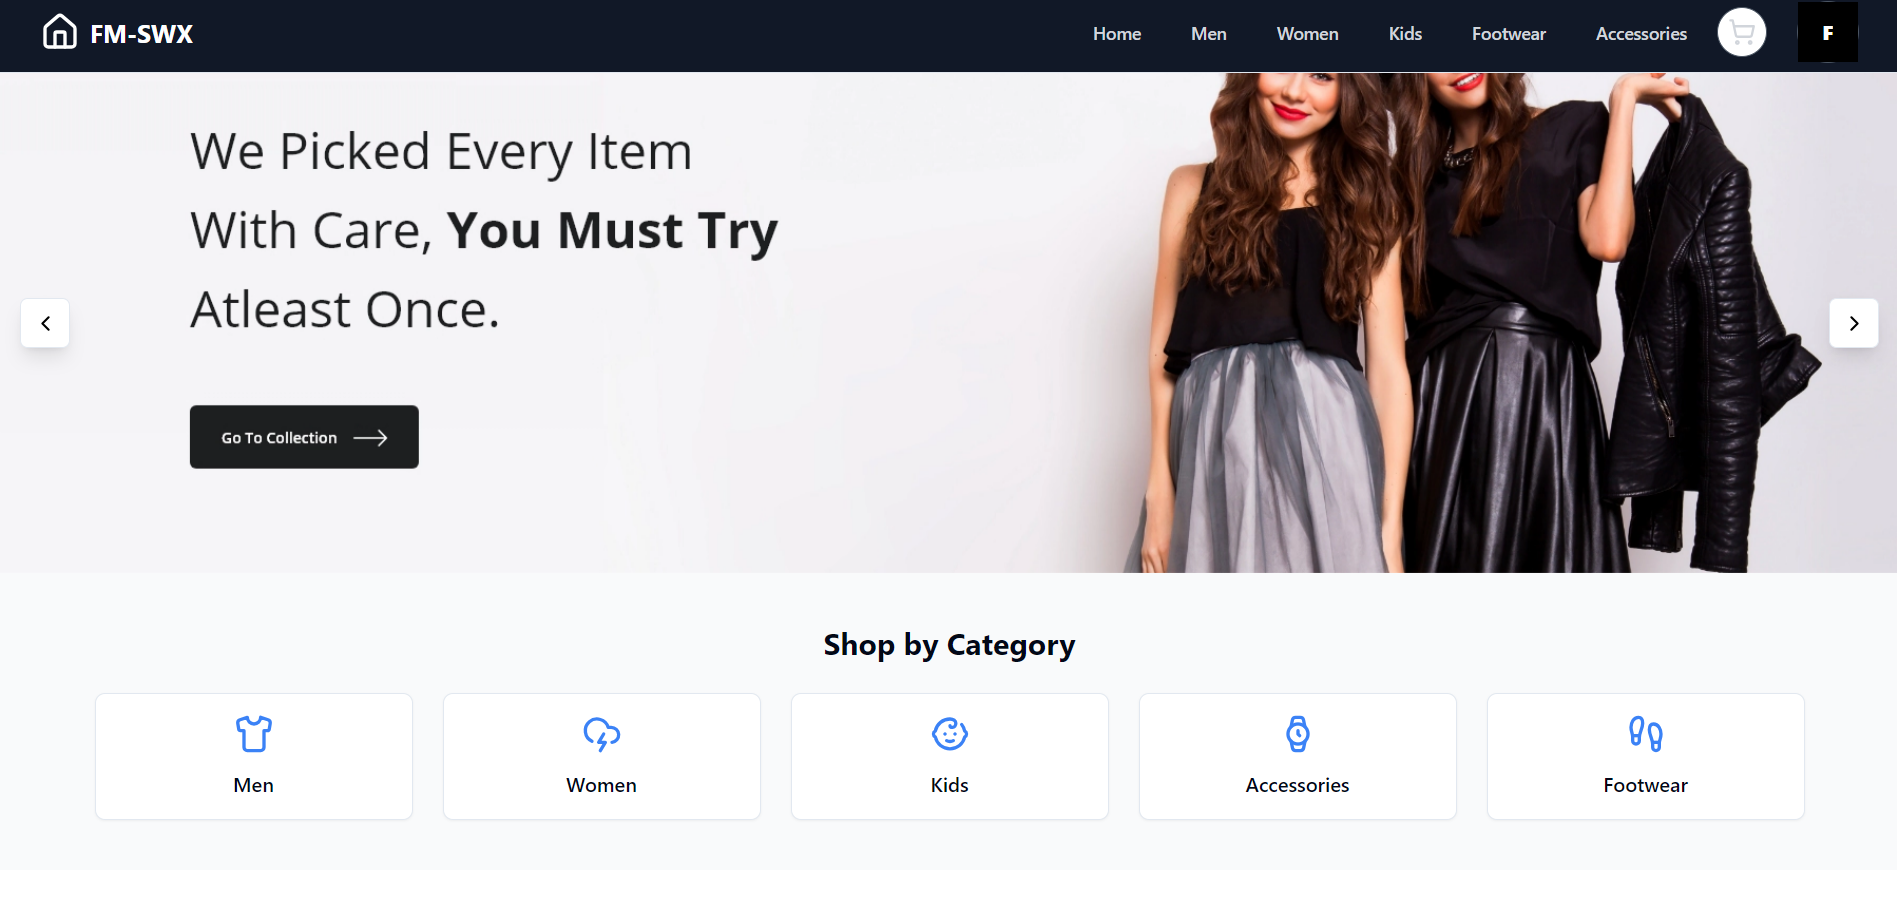 FM-SWX
Home
Men
Women
Kids
Footwear
Accessories
F
We Picked Every Item
With Care, You Must Try
Atleast Once.
Go To Collection
Shop by Category
Men
Women
Kids
Accessories
Footwear